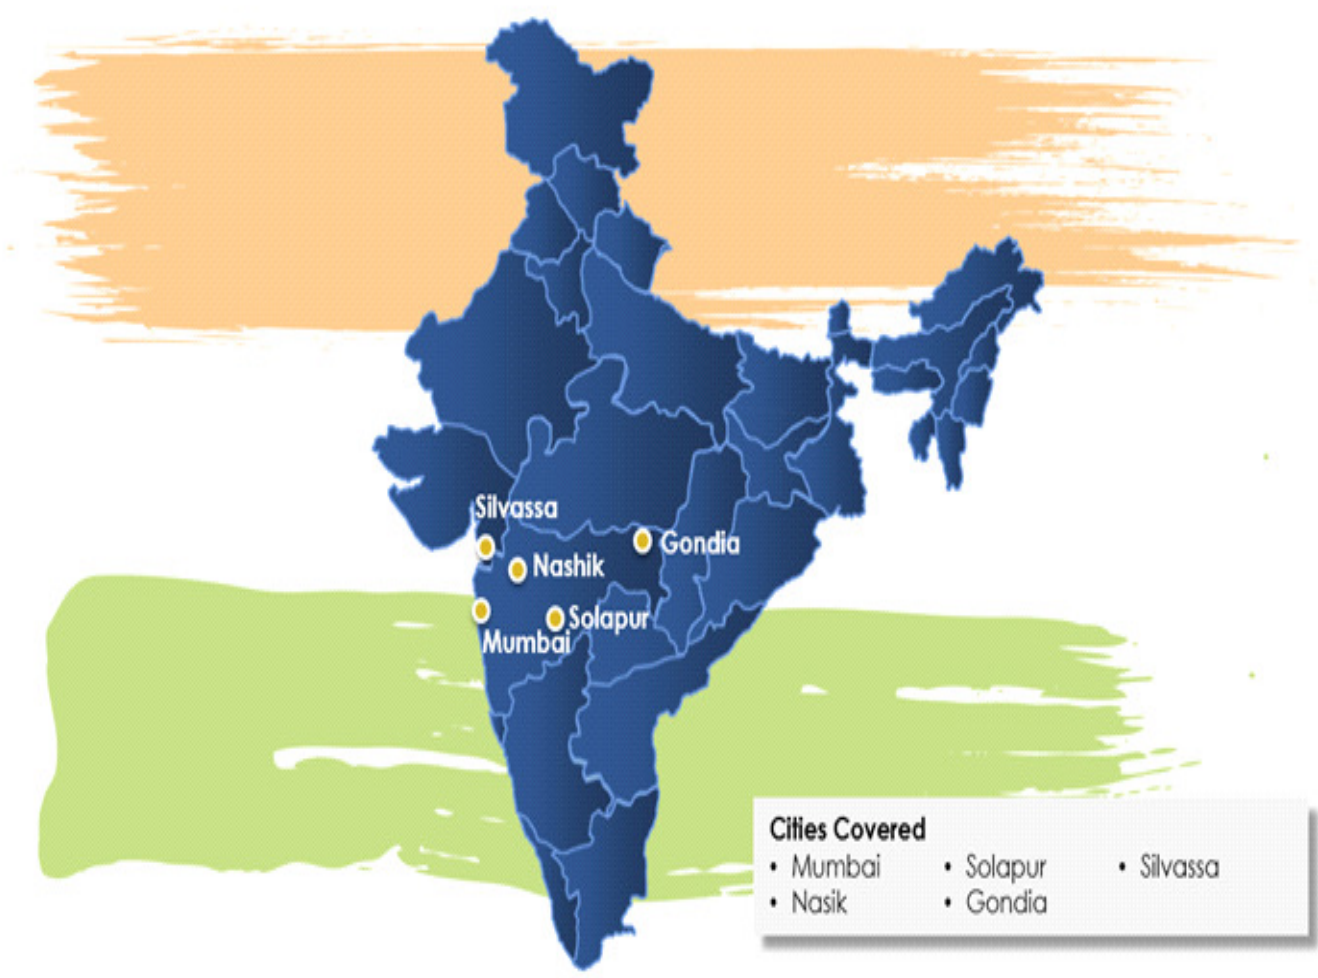 Silvassa
Gondia
Nashik
Solapur
Mumbai
Cities Covered
• Mumbai • Solapur • Silvassa
• Nasik • Gondia